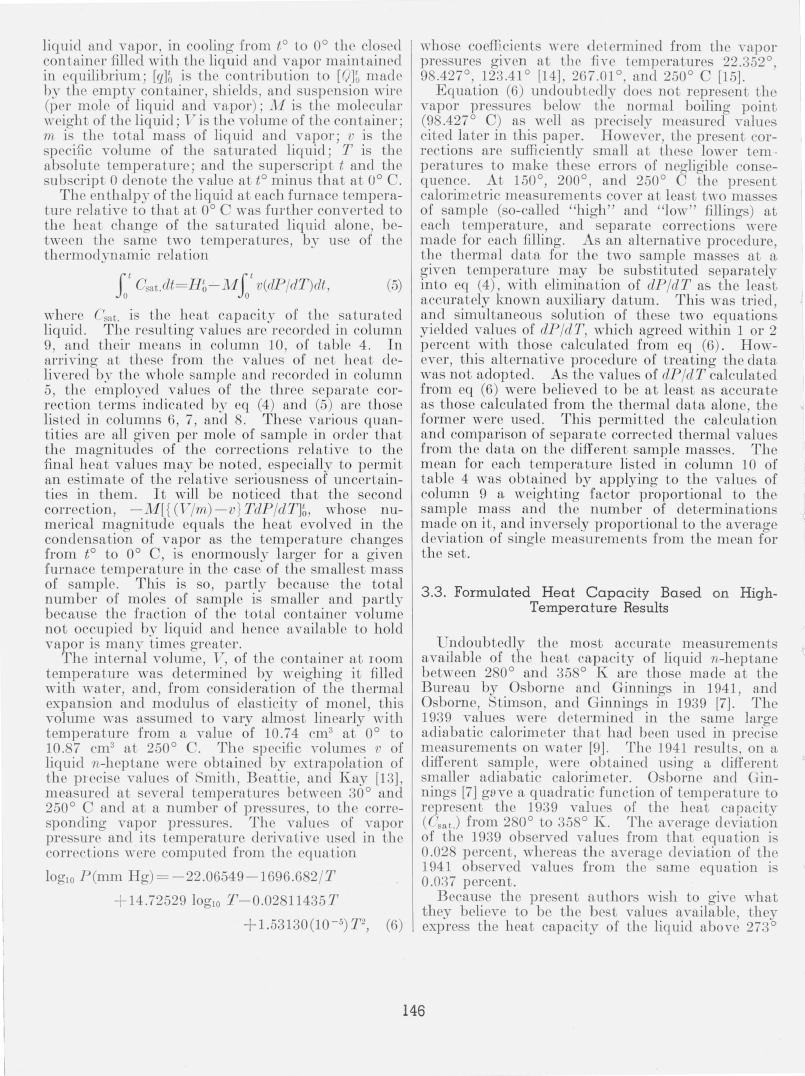 liquid and vapor, in cooling from t° to 0° the closed
container filled with the liquid and vapor maintained
in equilibrium; [q]ᵗ₀ is the contribution to [Q]ᵗ₀ made
by the empty container, shields, and suspension wire
(per mole of liquid and vapor); M is the molecular
weight of the liquid; V is the volume of the container;
m is the total mass of liquid and vapor; v is the
specific volume of the saturated liquid; T is the
absolute temperature; and the superscript t and the
subscript 0 denote the value at t° minus that at 0° C.
The enthalpy of the liquid at each furnace tempera-
ture relative to that at 0° C was further converted to
the heat change of the saturated liquid alone, be-
tween the same two temperatures, by use of the
thermodynamic relation
∫₀ᵗ Csat.dt=Hᵗ₀−M∫₀ᵗ v(dP/dT)dt, (5)
where Csat. is the heat capacity of the saturated
liquid. The resulting values are recorded in column
9, and their means in column 10, of table 4. In
arriving at these from the values of net heat de-
livered by the whole sample and recorded in column
5, the employed values of the three separate cor-
rection terms indicated by eq (4) and (5) are those
listed in columns 6, 7, and 8. These various quan-
tities are all given per mole of sample in order that
the magnitudes of the corrections relative to the
final heat values may be noted, especially to permit
an estimate of the relative seriousness of uncertain-
ties in them. It will be noticed that the second
correction, −M[{(V/m)−v}TdP/dT]ᵗ₀, whose nu-
merical magnitude equals the heat evolved in the
condensation of vapor as the temperature changes
from t° to 0° C, is enormously larger for a given
furnace temperature in the case of the smallest mass
of sample. This is so, partly because the total
number of moles of sample is smaller and partly
because the fraction of the total container volume
not occupied by liquid and hence available to hold
vapor is many times greater.
The internal volume, V, of the container at room
temperature was determined by weighing it filled
with water, and, from consideration of the thermal
expansion and modulus of elasticity of monel, this
volume was assumed to vary almost linearly with
temperature from a value of 10.74 cm³ at 0° to
10.87 cm³ at 250° C. The specific volumes v of
liquid n-heptane were obtained by extrapolation of
the precise values of Smith, Beattie, and Kay [13],
measured at several temperatures between 30° and
250° C and at a number of pressures, to the corre-
sponding vapor pressures. The values of vapor
pressure and its temperature derivative used in the
corrections were computed from the equation
log₁₀ P(mm Hg)=−22.06549−1696.682/T
+14.72529 log₁₀ T−0.02811435T
+1.53130(10⁻⁵)T², (6)
whose coefficients were determined from the vapor
pressures given at the five temperatures 22.352°,
98.427°, 123.41° [14], 267.01°, and 250° C [15].
Equation (6) undoubtedly does not represent the
vapor pressures below the normal boiling point
(98.427° C) as well as precisely measured values
cited later in this paper. However, the present cor-
rections are sufficiently small at these lower tem-
peratures to make these errors of negligible conse-
quence. At 150°, 200°, and 250° C the present
calorimetric measurements cover at least two masses
of sample (so-called “high” and “low” fillings) at
each temperature, and separate corrections were
made for each filling. As an alternative procedure,
the thermal data for the two sample masses at a
given temperature may be substituted separately
into eq (4), with elimination of dP/dT as the least
accurately known auxiliary datum. This was tried,
and simultaneous solution of these two equations
yielded values of dP/dT, which agreed within 1 or 2
percent with those calculated from eq (6). How-
ever, this alternative procedure of treating the data
was not adopted. As the values of dP/dT calculated
from eq (6) were believed to be at least as accurate
as those calculated from the thermal data alone, the
former were used. This permitted the calculation
and comparison of separate corrected thermal values
from the data on the different sample masses. The
mean for each temperature listed in column 10 of
table 4 was obtained by applying to the values of
column 9 a weighting factor proportional to the
sample mass and the number of determinations
made on it, and inversely proportional to the average
deviation of single measurements from the mean for
the set.
3.3. Formulated Heat Capacity Based on High-
Temperature Results
Undoubtedly the most accurate measurements
available of the heat capacity of liquid n-heptane
between 280° and 358° K are those made at the
Bureau by Osborne and Ginnings in 1941, and
Osborne, Stimson, and Ginnings in 1939 [7]. The
1939 values were determined in the same large
adiabatic calorimeter that had been used in precise
measurements on water [9]. The 1941 results, on a
different sample, were obtained using a different
smaller adiabatic calorimeter. Osborne and Gin-
nings [7] gave a quadratic function of temperature to
represent the 1939 values of the heat capacity
(Csat.) from 280° to 358° K. The average deviation
of the 1939 observed values from that equation is
0.028 percent, whereas the average deviation of the
1941 observed values from the same equation is
0.037 percent.
Because the present authors wish to give what
they believe to be the best values available, they
express the heat capacity of the liquid above 273°
146